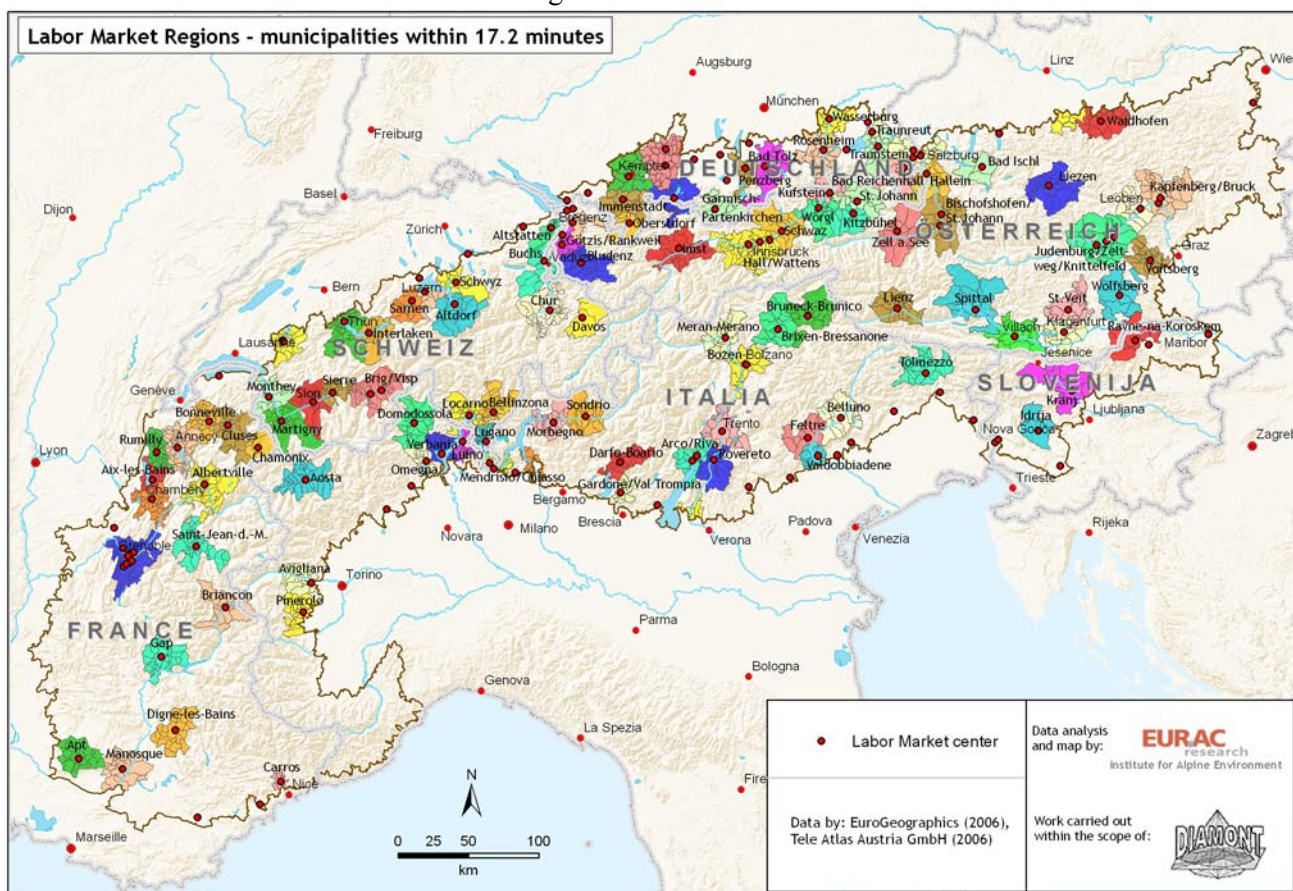 Labor Market Regions - municipalities within 17.2 minutes
Augsburg
Linz
Wie
München
Wasserburg
Waidhofen
Freiburg
Traunreut
Rosenheim
Kempten
DEUTSCHLAND
Traunstein
Salzburg
Bad Tölz
Bad Ischl
Penzberg
Bad Reichenhall
Hallein
Liezen
Basel
Kufstein
Kapfenberg/Bruck
Immenstadt
Garmisch-
Partenkirchen
St. Johann
Leoben
Bischofshofen/
St.Johann
Dijon
Bregenz
Oberstdorf
Wörgl
Kitzbühel
Zürich
Altstätten
Götzis/Rankweil
Schwaz
Zell a.See
ÖSTERREICH
Graz
Imst
Innsbruck
Hall/Wattens
Judenburg/Zelt-
weg/Knittelfeld
Buchs
Vaduz
Bludenz
Voitsberg
Bern
Luzern
Schwyz
Sarnen
Altdorf
Chur
Davos
Bruneck-Brunico
Lienz
Spittal
Wolfsberg
St.Veit
Thun
Interlaken
SCHWEIZ
Meran-Merano
Brixen-Bressanone
Villach
Klagenfurt
Ravne-na-Koroskem
Maribor
Lausanne
Bozen-Bolzano
Tolmezzo
Jesenice
SLOVENIJA
Genève
Monthey
Sion
Sierre
Brig/Visp
ITALIA
Kranj
Bonneville
Martigny
Domodossola
Locarno
Bellinzona
Sondrio
Belluno
Idrija
Ljubljana
Rumilly
Annecy
Cluses
Lugano
Morbegno
Trento
Feltre
Nova Gorica
Zagreb
Lyon
Chamonix
Verbania
Luino
Arco/Riva
Aix-les-Bains
Albertville
Aosta
Omegna
Darfo-Boario
Rovereto
Valdobbiadene
Chambéry
Mendrisio/Chiasso
Gardone/Val Trompia
Trieste
Bergamo
Saint-Jean-d.-M.
Brescia
Padova
Rijeka
Grenoble
Novara
Milano
Verona
Venezia
Avigliana
Torino
Briancon
Pinerolo
FRANCE
Parma
Gap
Bologna
Genova
Digne-les-Bains
La Spezia
Apt
Manosque
Carros
Nice
Fire
Marseille
N
0 25 50 100
km
Labor Market center
Data by: EuroGeographics (2006),
Tele Atlas Austria GmbH (2006)
Data analysis
and map by:
EURAC
research
Institute for Alpine Environment
Work carried out
within the scope of:
DIAMONT